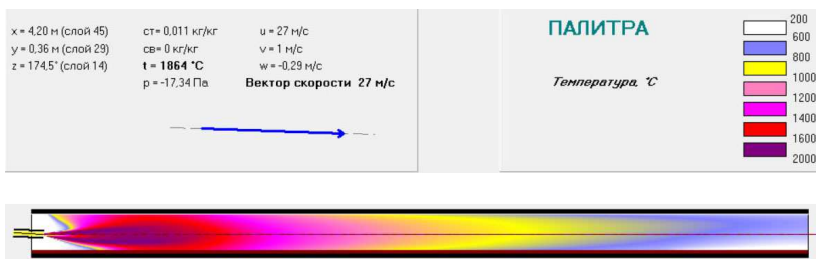 x = 4,20 м (слой 45) ст= 0,011 кг/кг u = 27 м/с
y = 0,36 м (слой 29) св= 0 кг/кг v = 1 м/с
z = 174,5° (слой 14) t = 1864 °C w = -0,29 м/с
p = -17,34 Па Вектор скорости 27 м/с
ПАЛИТРА
Температура, °C
200
600
800
1000
1200
1400
1600
2000